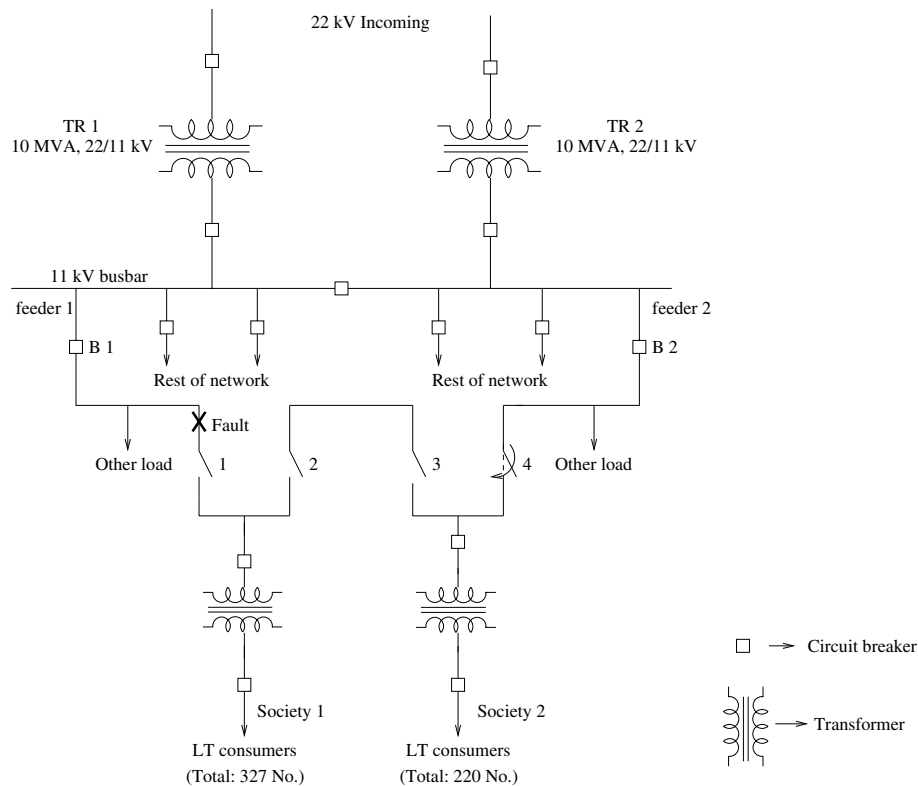 22 kV Incoming
TR 1
10 MVA, 22/11 kV
TR 2
10 MVA, 22/11 kV
11 kV busbar
feeder 1
feeder 2
B 1
B 2
Rest of network
Rest of network
Fault
Other load
1
2
3
4
Other load
Circuit breaker
Society 1
Society 2
Transformer
LT consumers
(Total: 327 No.)
LT consumers
(Total: 220 No.)